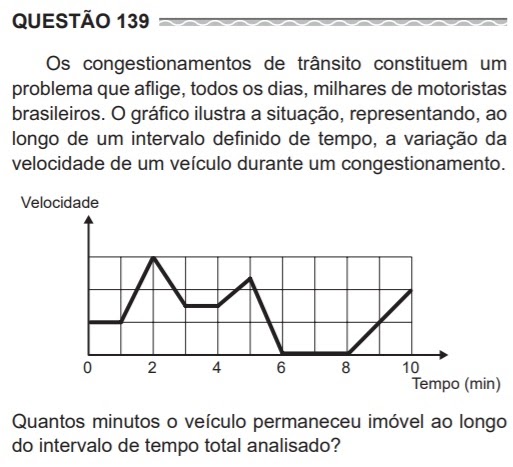 QUESTÃO 139
Os congestionamentos de trânsito constituem um
problema que aflige, todos os dias, milhares de motoristas
brasileiros. O gráfico ilustra a situação, representando, ao
longo de um intervalo definido de tempo, a variação da
velocidade de um veículo durante um congestionamento.
Velocidade
0 2 4 6 8 10
Tempo (min)
Quantos minutos o veículo permaneceu imóvel ao longo
do intervalo de tempo total analisado?